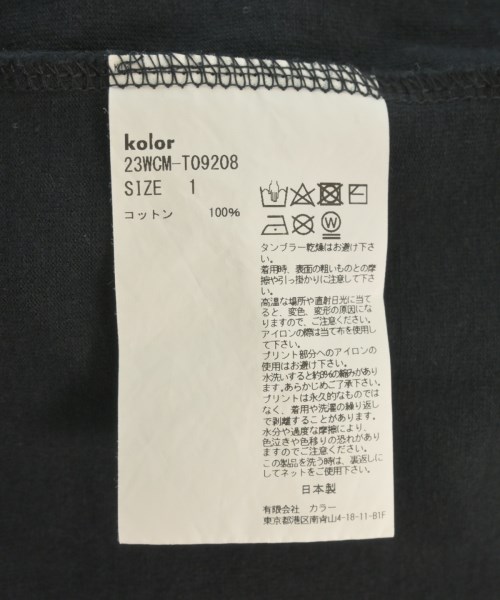 kolor
23WCM-T09208
SIZE 1
コットン 100%
W
タンブラー乾燥はお避け下さ
い。
着用時、表面の粗いものとの摩
擦や引っ掛かりに注意して下さ
い。
高温な場所や直射日光に当て
ると、変色、変形の原因にな
りますので、ご注意ください。
アイロンの際は当て布を使用し
て下さい。
プリント部分へのアイロンの
使用はお避け下さい。
水洗いすると約 の縮みがあり
ます。あらかじめご了承下さい。
プリントは永久的なものでは
なく、着用や洗濯の繰り返し
で剥離することがあります。
水分や過度な摩擦により、
色泣きや色移りの恐れがありま
すのでご注意ください。
この製品を洗う時は、裏返しに
してネットをご使用下さい。
日本製
有限会社 カラー
東京都港区南青山4-18-11-B1F